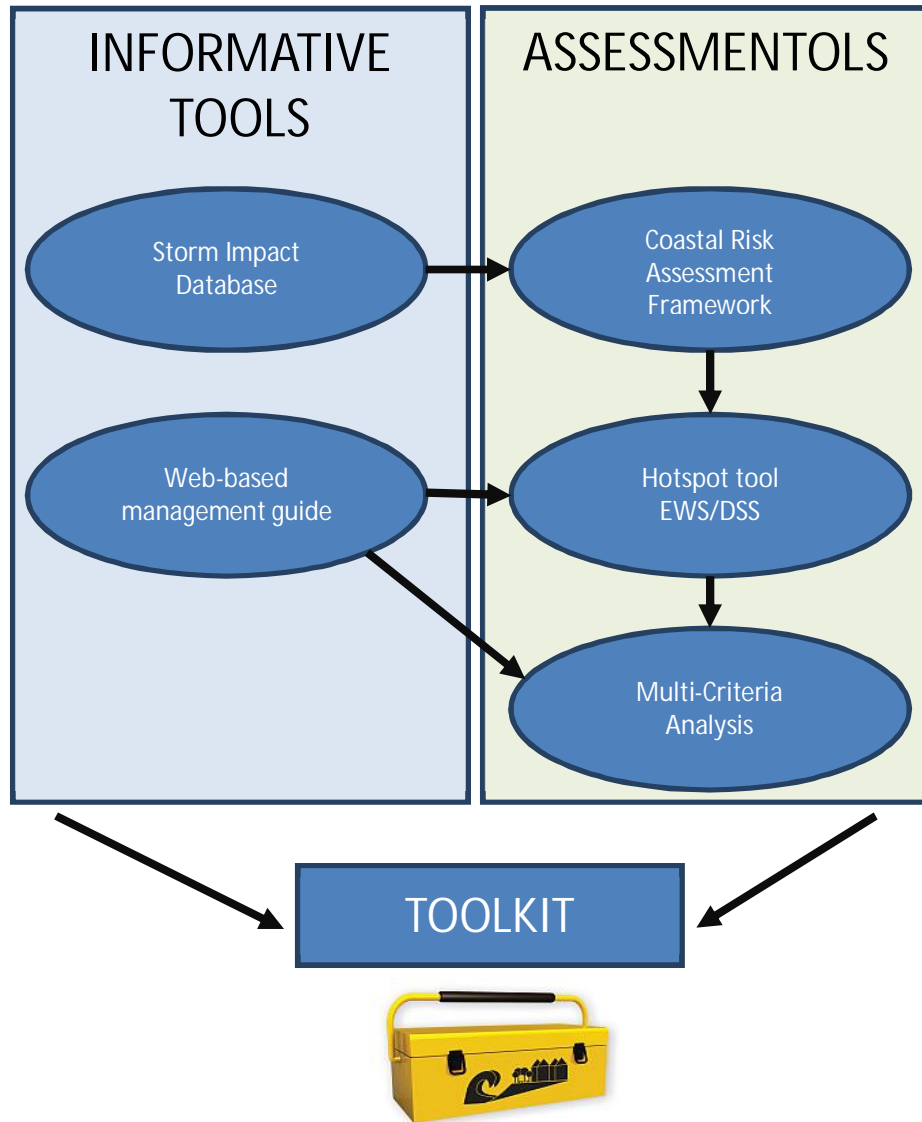 INFORMATIVE
TOOLS
ASSESSMENTOLS
Storm Impact
Database
Coastal Risk
Assessment
Framework
Web-based
management guide
Hotspot tool
EWS/DSS
Multi-Criteria
Analysis
TOOLKIT